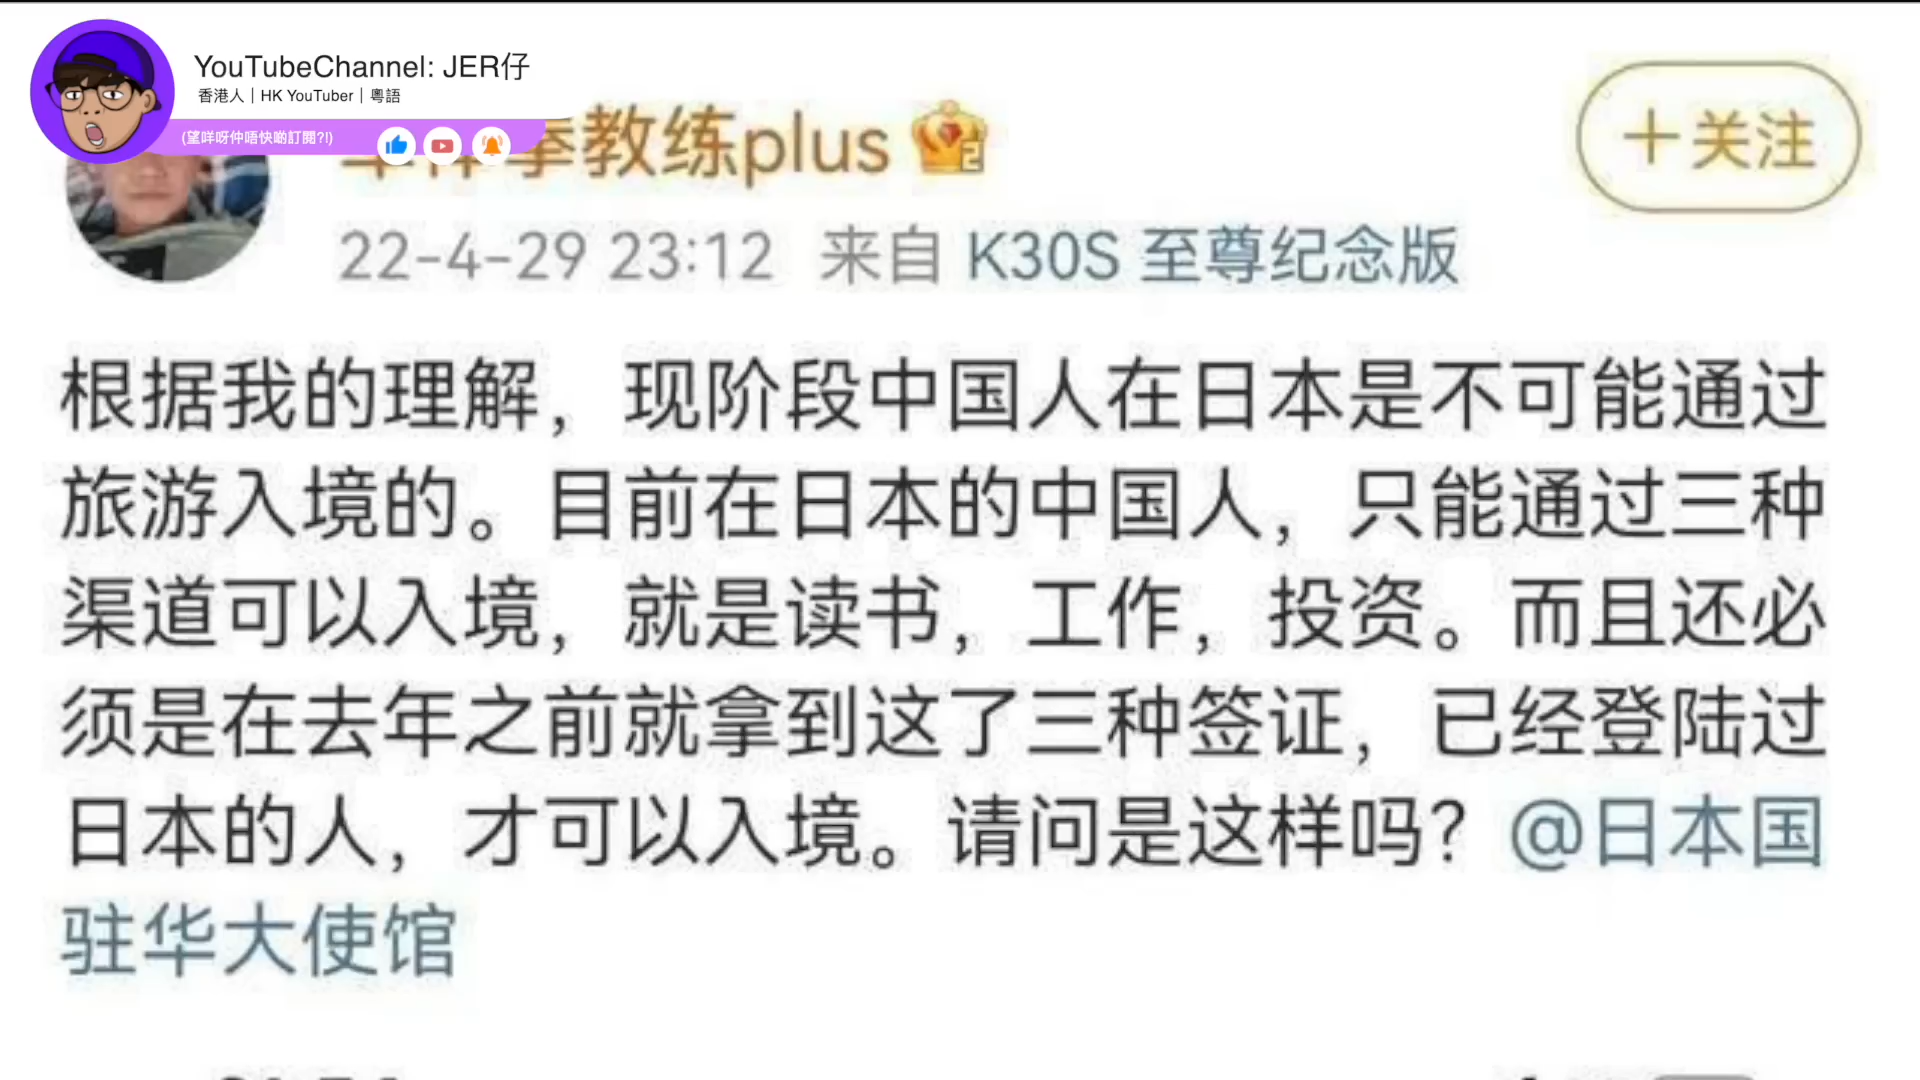 YouTubeChannel: JER仔
香港人｜HK YouTuber｜粵語
(望咩呀仲唔快啲訂閱?!)
拳教练plus
＋关注
22-4-29 23:12 来自 K30S 至尊纪念版
根据我的理解，现阶段中国人在日本是不可能通过
旅游入境的。目前在日本的中国人，只能通过三种
渠道可以入境，就是读书，工作，投资。而且还必
须是在去年之前就拿到这了三种签证，已经登陆过
日本的人，才可以入境。请问是这样吗？@日本国
驻华大使馆